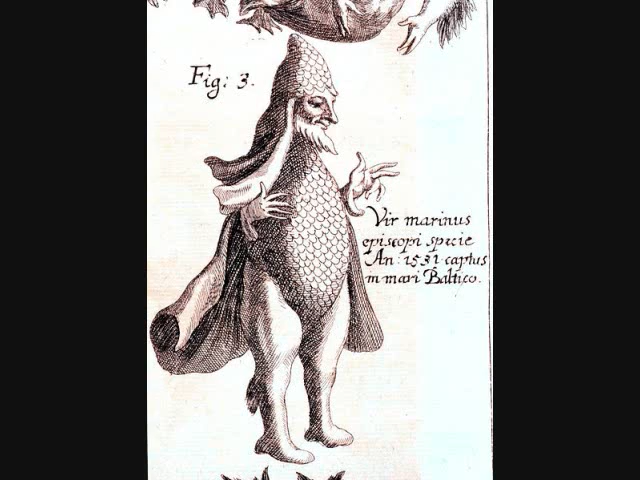 Fig: 3.
Vir marinus
episcopi specie
An: 1531 captus
in mari Baltico.